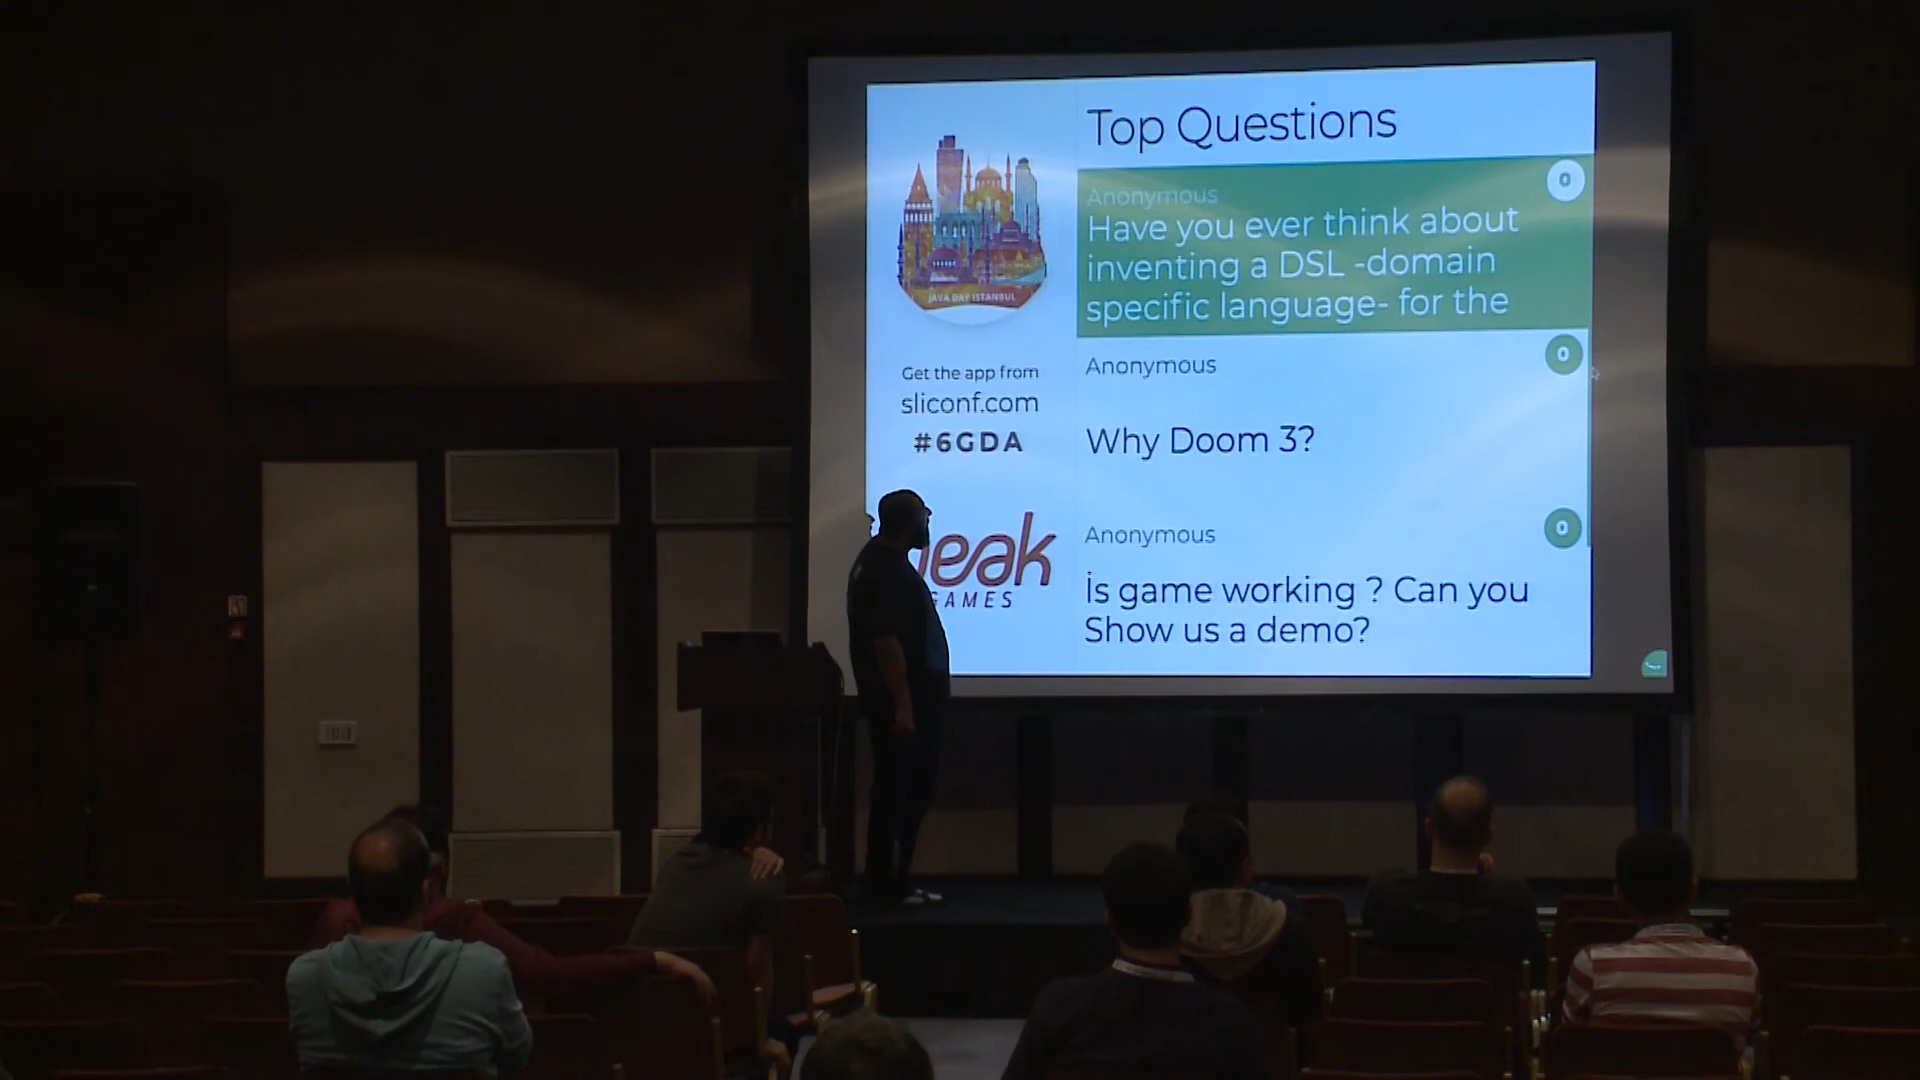 Top Questions
0
Anonymous
Have you ever think about
inventing a DSL -domain
specific language- for the
JAVA DAY ISTANBUL
Get the app from
sliconf.com
#6GDA
Anonymous
0
Why Doom 3?
GAMES
Anonymous
0
İs game working ? Can you
Show us a demo?